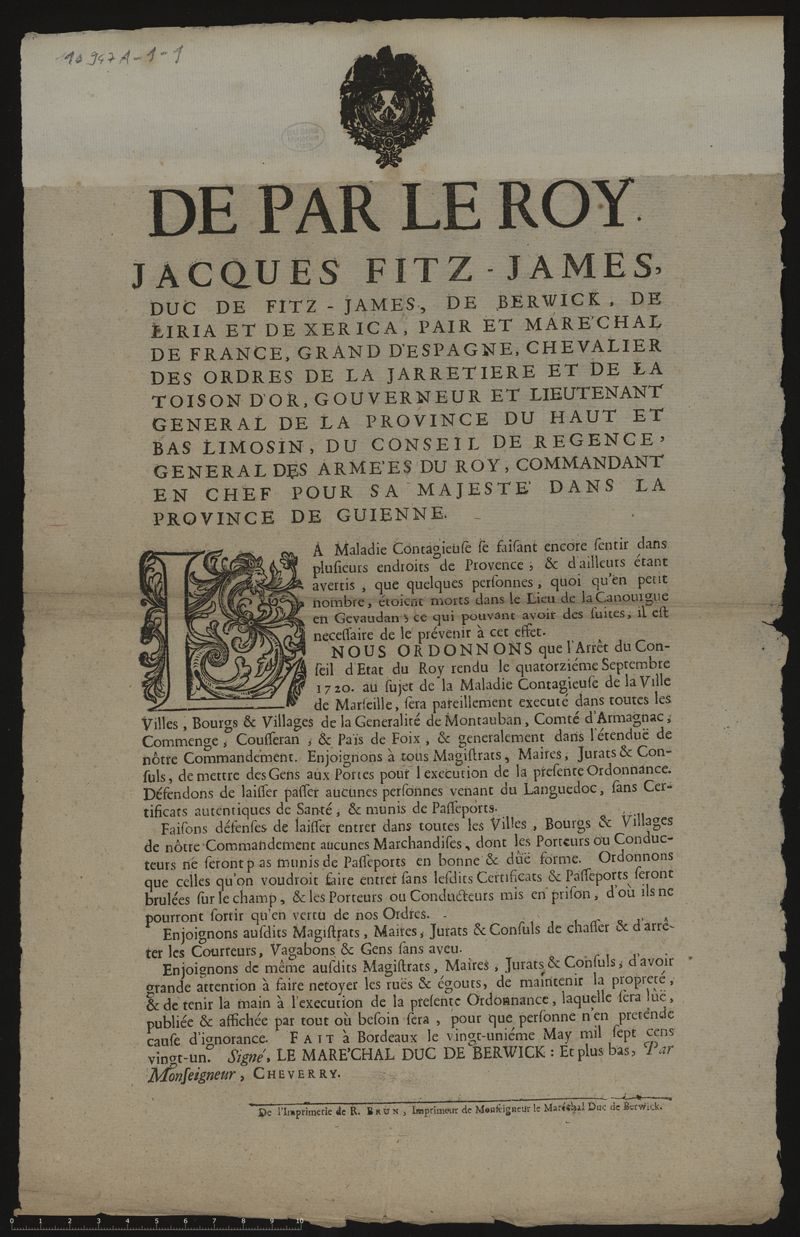 10947A-1-1
DE PAR LE ROY.
JACQUES FITZ-JAMES,
DUC DE FITZ-JAMES, DE BERWICK, DE
LIRIA ET DE XERICA, PAIR ET MARE'CHAL
DE FRANCE, GRAND D'ESPAGNE, CHEVALIER
DES ORDRES DE LA JARRETIERE ET DE LA
TOISON D'OR, GOUVERNEUR ET LIEUTENANT
GENERAL DE LA PROVINCE DU HAUT ET
BAS LIMOSIN, DU CONSEIL DE REGENCE,
GENERAL DES ARME'ES DU ROY, COMMANDANT
EN CHEF POUR SA MAJESTE' DANS LA
PROVINCE DE GUIENNE.
LA Maladie Contagieuſe ſe faiſant encore ſentir dans
pluſieurs endroits de Provence, & d'ailleurs étant
avertis, que quelques perſonnes, quoi qu'en petit
nombre, étoient morts dans le Lieu de la Canourgue
en Gevaudan; ce qui pouvant avoir des ſuites, il eſt
neceſſaire de le prévenir à cet effet.
NOUS ORDONNONS que l'Arrêt du Con-
ſeil d'Etat du Roy rendu le quatorziéme Septembre
1720. au ſujet de la Maladie Contagieuſe de la Ville
de Marſeille, ſera pareillement executé dans toutes les
Villes, Bourgs & Villages de la Generalité de Montauban, Comté d'Armagnac,
Commenge, Couſſeran, & Païs de Foix, & generalement dans l'étenduë de
nôtre Commandement. Enjoignons à tous Magiſtrats, Maires, Jurats & Con-
ſuls, de mettre des Gens aux Portes pour l execution de la preſente Ordonnance.
Défendons de laiſſer paſſer aucunes perſonnes venant du Languedoc, ſans Cer-
tificats autentiques de Santé, & munis de Paſſeports.
Faiſons défenſes de laiſſer entrer dans toutes les Villes, Bourgs & Villages
de nôtre Commandement aucunes Marchandiſes, dont les Porteurs ou Conduc-
teurs ne ſeront p as munis de Paſſeports en bonne & dûë forme. Ordonnons
que celles qu'on voudroit faire entrer ſans leſdits Certificats & Paſſeports ſeront
brulées ſur le champ, & les Porteurs ou Conducteurs mis en priſon, d'où ils ne
pourront ſortir qu'en vertu de nos Ordres.
Enjoignons auſdits Magiſtrats, Maires, Jurats & Conſuls de chaſſer & d'arrê-
ter les Courreurs, Vagabons & Gens ſans aveu.
Enjoignons de même auſdits Magiſtrats, Maires, Jurats & Conſuls, d'avoir
grande attention à faire netoyer les ruës & égouts, de maintenir la propreté,
& de tenir la main à l'execution de la preſente Ordonnance, laquelle ſera lûë,
publiée & affichée par tout où beſoin ſera, pour que perſonne n'en pretende
cauſe d'ignorance. FAIT à Bordeaux le vingt-uniéme May mil ſept cens
vingt-un. Signé, LE MARE'CHAL DUC DE BERWICK: Et plus bas, Par
Monſeigneur, CHEVERRY.
De l'Imprimerie de R. BRUN, Imprimeur de Monſeigneur le Maréchal Duc de Berwick.
0 1 2 3 4 5 6 7 8 9 10